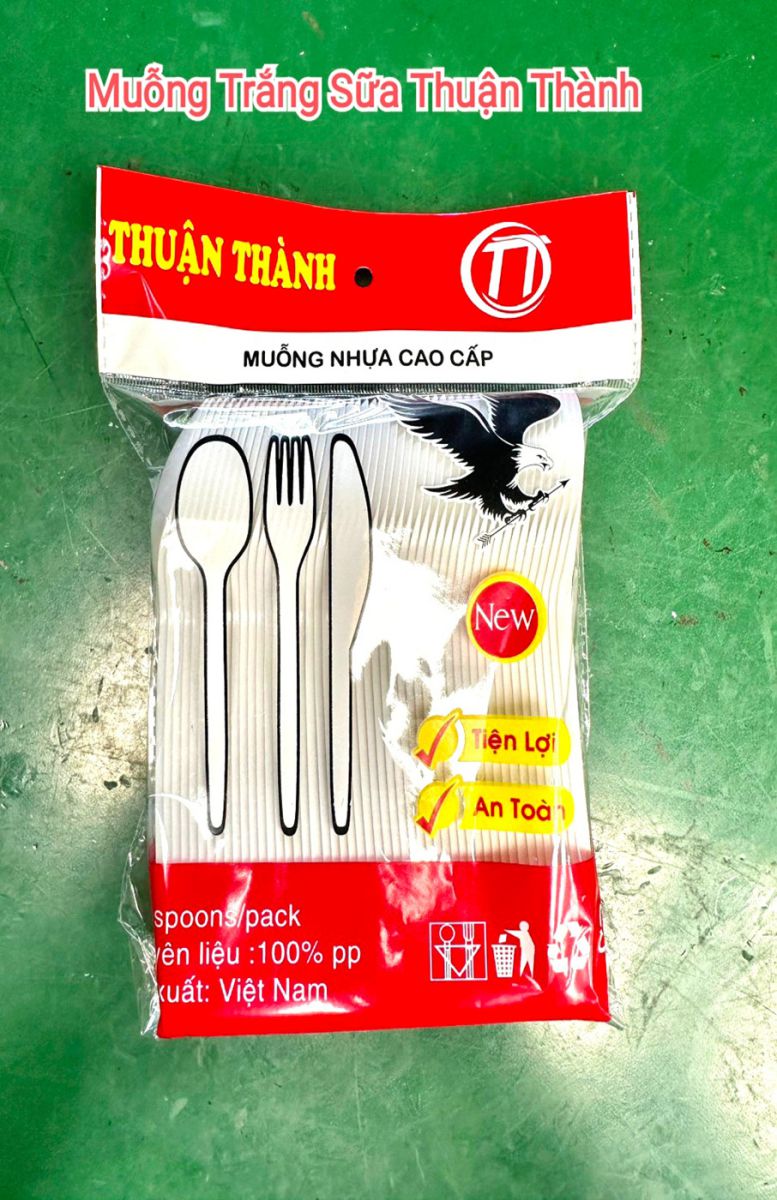 Muỗng Trắng Sữa Thuận Thành
THUẬN THÀNH
TT
MUỖNG NHỰA CAO CẤP
New
Tiện Lợi
An Toàn
spoons/pack
yên liệu :100% pp
xuất: Việt Nam